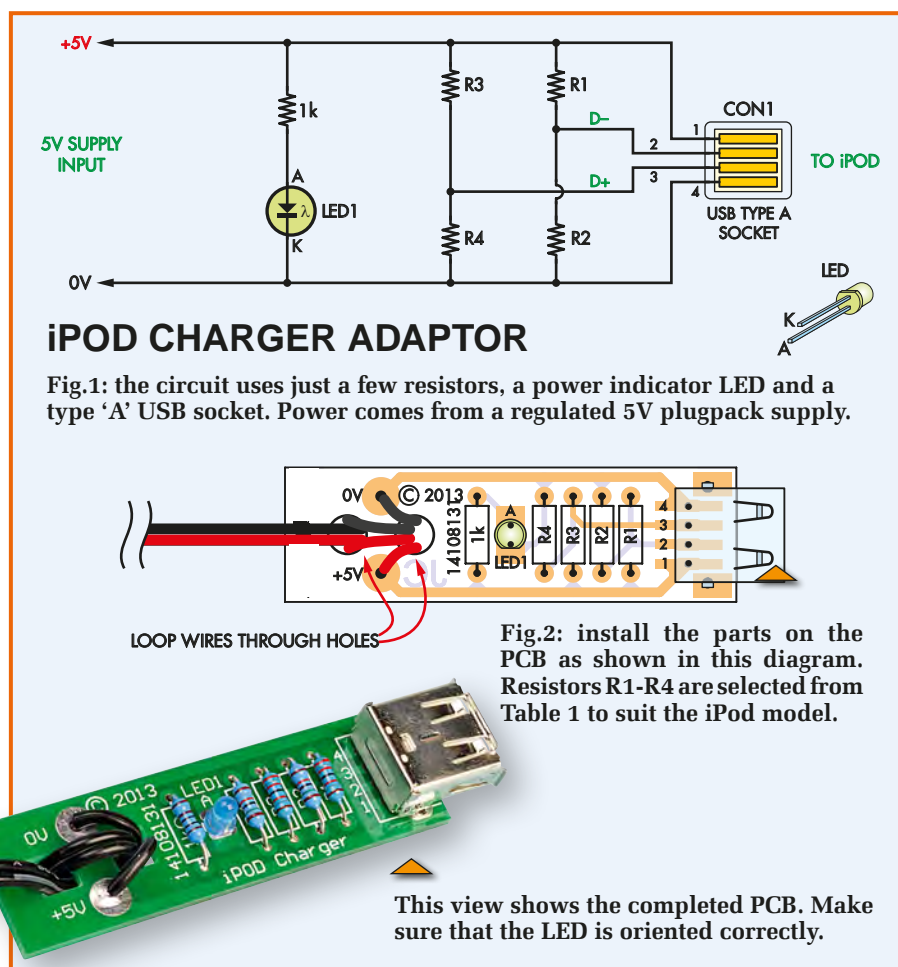 +5V
R3
R1
1k
CON1
D–
1
2
5V SUPPLY
INPUT
TO iPOD
A
D+
3
λ
LED1
4
USB TYPE A
SOCKET
K
R4
R2
LED
0V
K
A
iPOD CHARGER ADAPTOR
Fig.1: the circuit uses just a few resistors, a power indicator LED and a
type ‘A’ USB socket. Power comes from a regulated 5V plugpack supply.
0V
© 2013
14108131
1k
A
LED1
R4
R3
R2
R1
4
3
2
1
+5V
LOOP WIRES THROUGH HOLES
Fig.2: install the parts on the
PCB as shown in this diagram.
Resistors R1-R4 are selected from
Table 1 to suit the iPod model.
0V
© 2013
14108131
LED1
A
4
3
2
1
iPOD Charger
+5V
This view shows the completed PCB. Make
sure that the LED is oriented correctly.